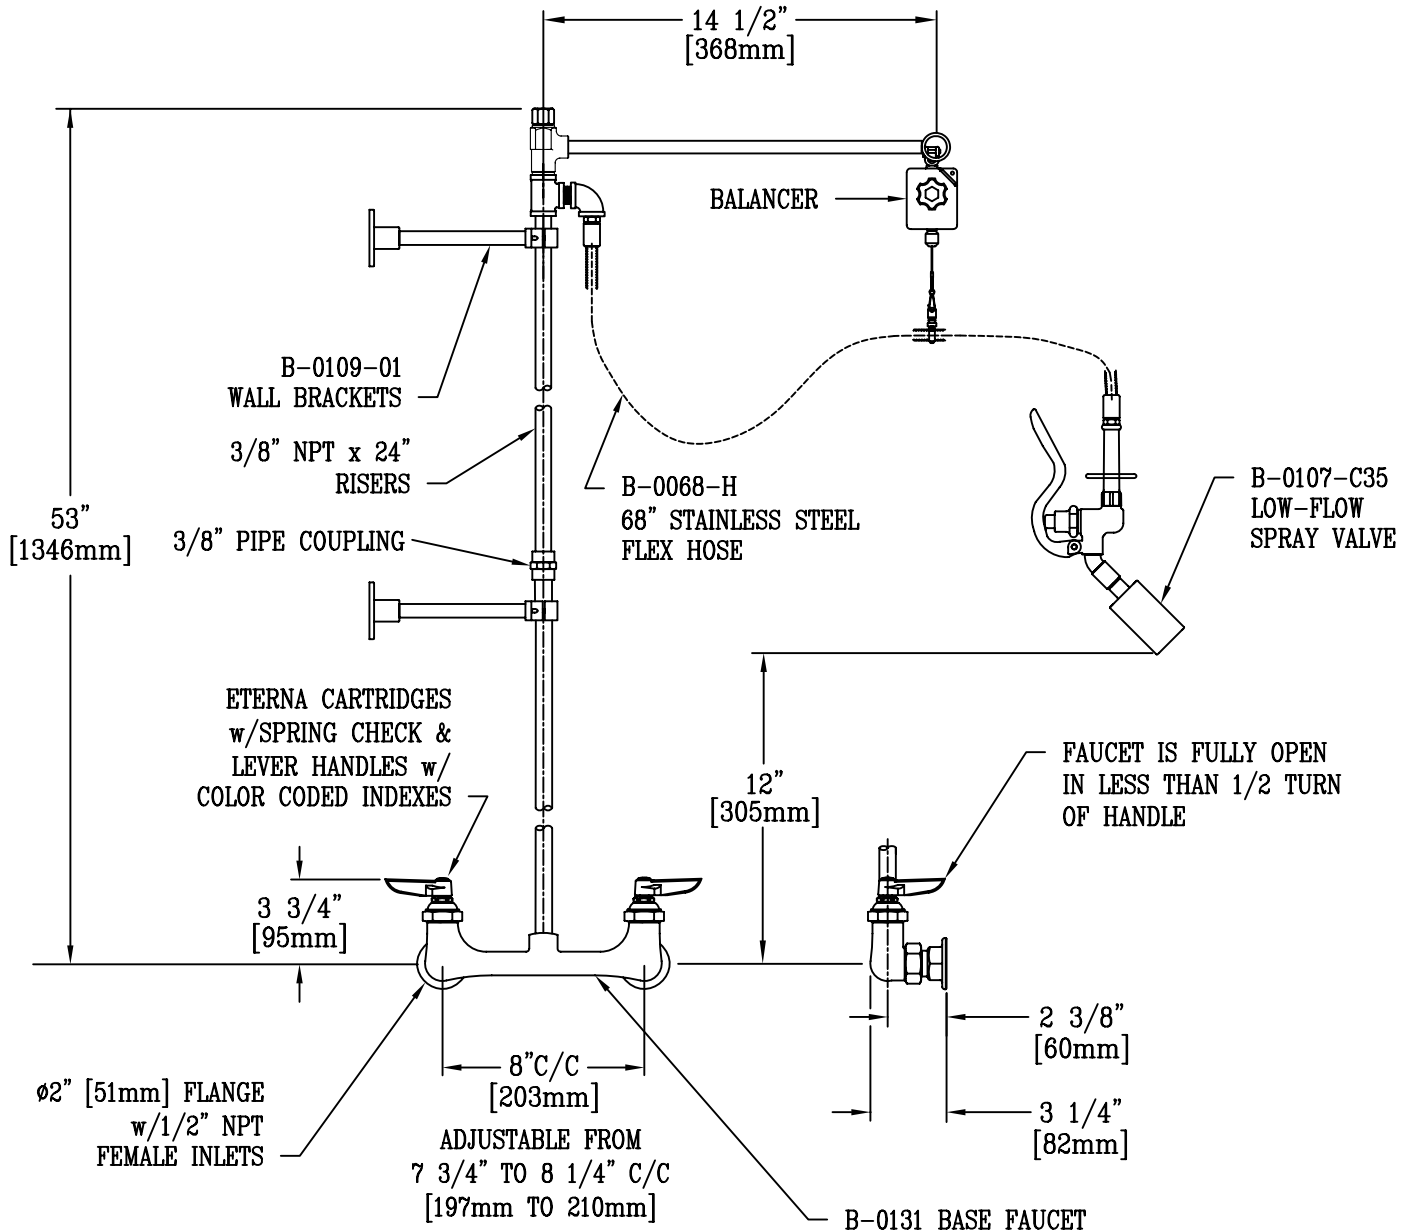 14 1/2"
[368mm]
BALANCER
B-0109-01
WALL BRACKETS
3/8" NPT x 24"
RISERS
53"
[1346mm]
3/8" PIPE COUPLING
B-0068-H
68" STAINLESS STEEL
FLEX HOSE
B-0107-C35
LOW-FLOW
SPRAY VALVE
ETERNA CARTRIDGES
w/SPRING CHECK &
LEVER HANDLES w/
COLOR CODED INDEXES
12"
[305mm]
FAUCET IS FULLY OPEN
IN LESS THAN 1/2 TURN
OF HANDLE
3 3/4"
[95mm]
2 3/8"
[60mm]
8"C/C
[203mm]
ø2" [51mm] FLANGE
w/1/2" NPT
FEMALE INLETS
3 1/4"
[82mm]
ADJUSTABLE FROM
7 3/4" TO 8 1/4" C/C
[197mm TO 210mm]
B-0131 BASE FAUCET